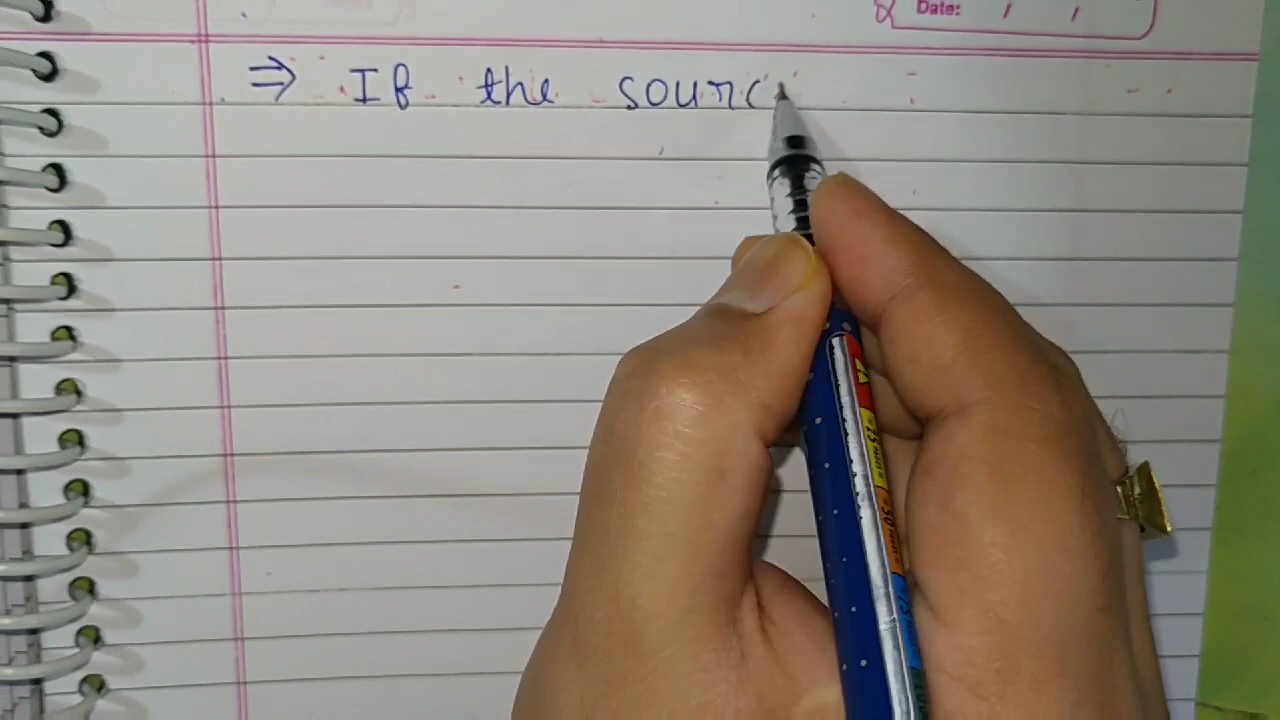 Date: / /
⇒ If the sourc